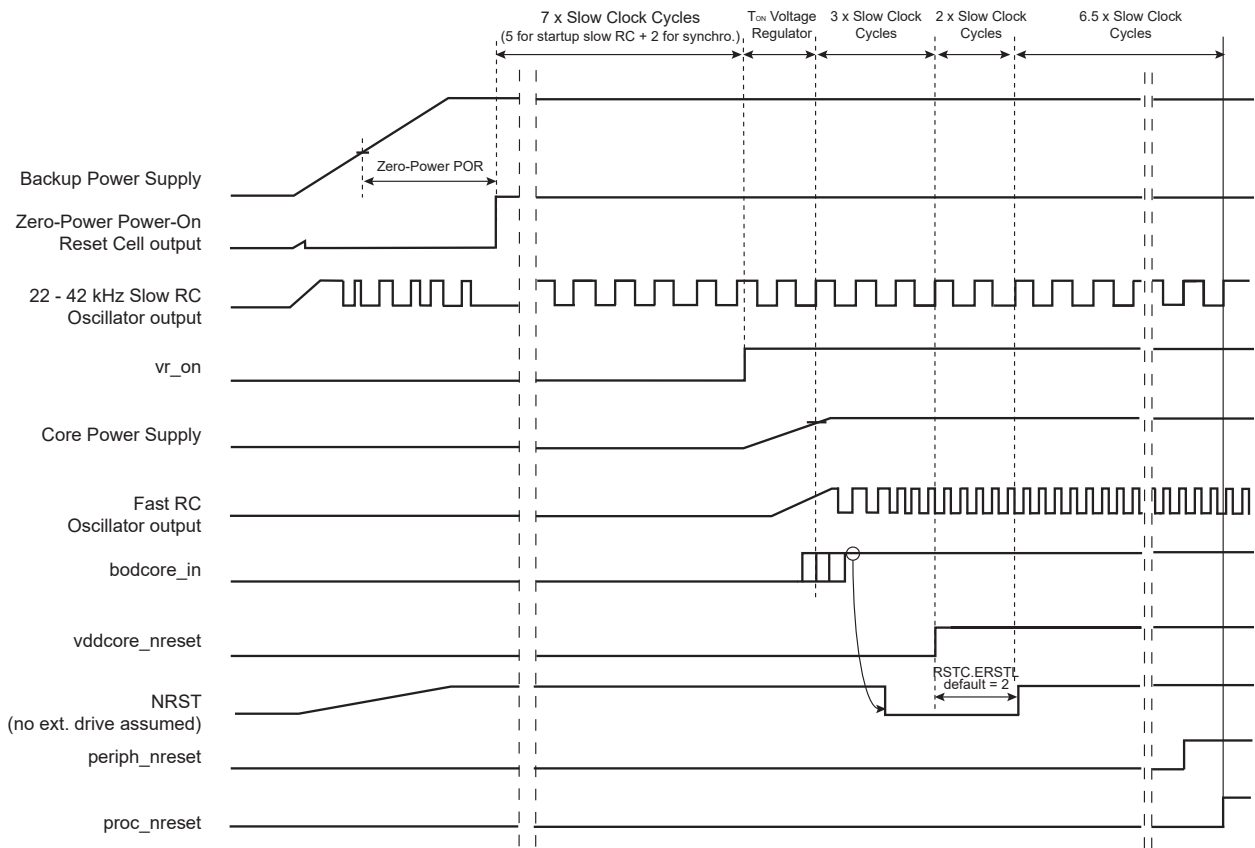 7 x Slow Clock Cycles
(5 for startup slow RC + 2 for synchro.)
TON Voltage
Regulator
3 x Slow Clock
Cycles
2 x Slow Clock
Cycles
6.5 x Slow Clock
Cycles
Zero-Power POR
Backup Power Supply
Zero-Power Power-On
Reset Cell output
22 - 42 kHz Slow RC
Oscillator output
vr_on
Core Power Supply
Fast RC
Oscillator output
bodcore_in
vddcore_nreset
RSTC.ERSTL
default = 2
NRST
(no ext. drive assumed)
periph_nreset
proc_nreset